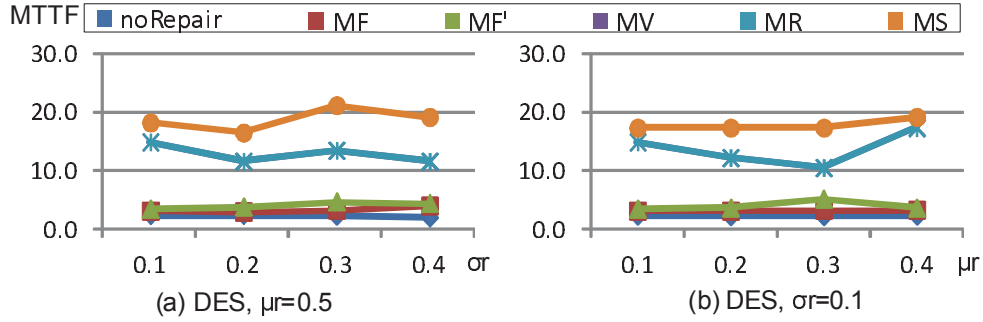 MTTF
noRepair MF MF' MV MR MS
30.0
20.0
10.0
0.0
0.1 0.2 0.3 0.4 σr
(a) DES, µr=0.5
30.0
20.0
10.0
0.0
0.1 0.2 0.3 0.4 µr
(b) DES, σr=0.1